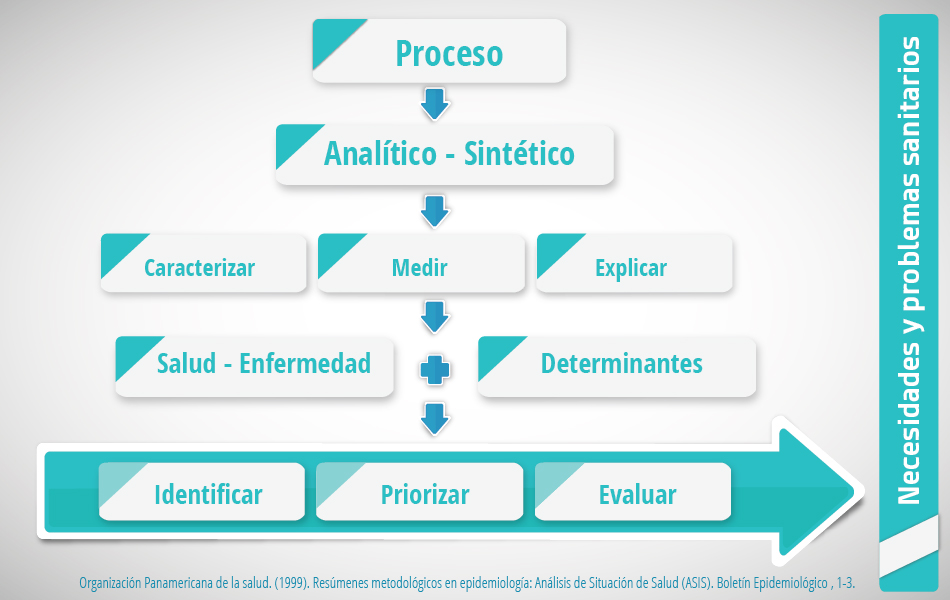 Proceso
Analítico - Sintético
Caracterizar
Medir
Explicar
Salud - Enfermedad
Determinantes
Identificar
Priorizar
Evaluar
Necesidades y problemas sanitarios
Organización Panamericana de la salud. (1999). Resúmenes metodológicos en epidemiología: Análisis de Situación de Salud (ASIS). Boletín Epidemiológico , 1-3.